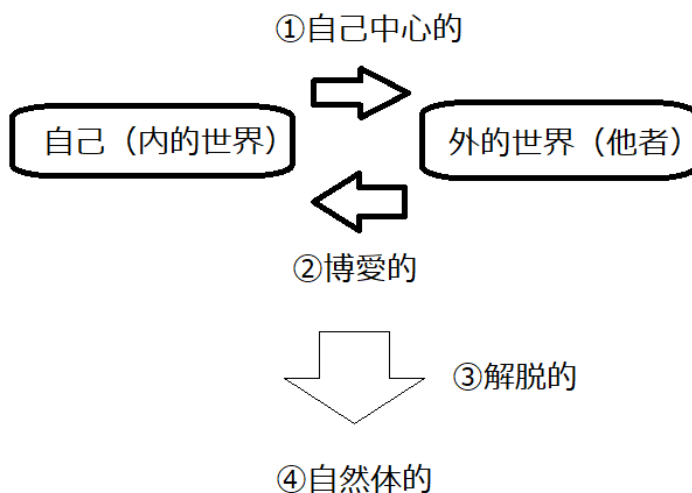 ①自己中心的
自己（内的世界）
外的世界（他者）
②博愛的
③解脱的
④自然体的